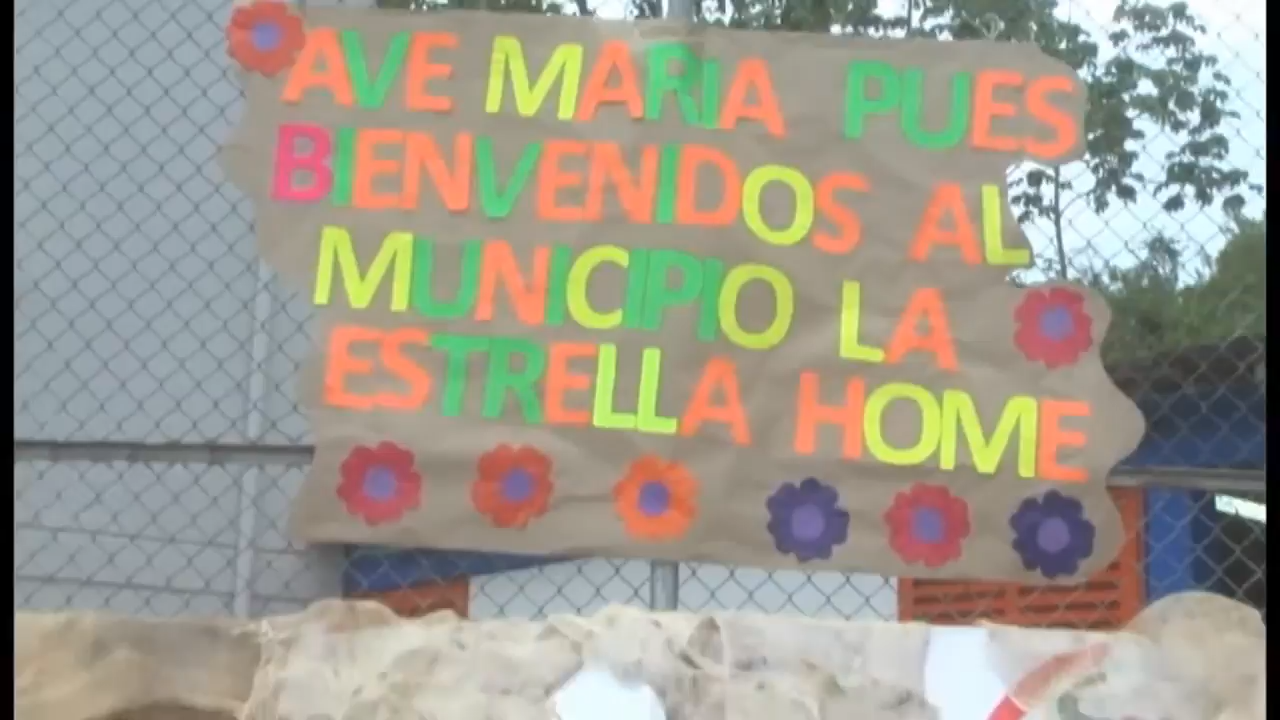 AVE MARIA PUES
BIENVENIDOS AL
MUNICIPIO LA
ESTRELLA HOME